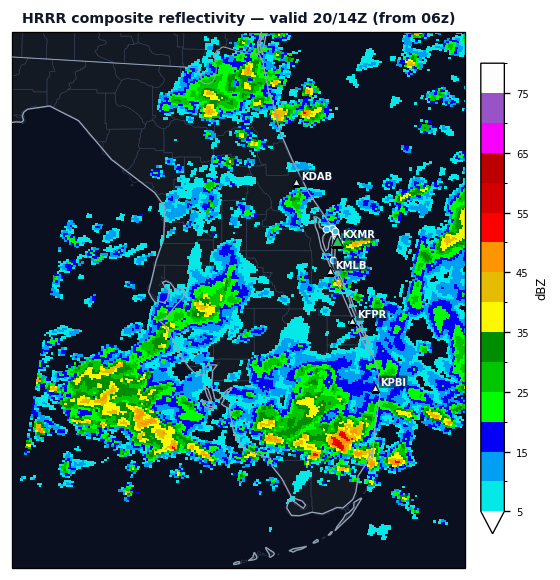 HRRR composite reflectivity — valid 20/14Z (from 06z)
KDAB
KXMR
KMLB
KFPR
KPBI
75
65
55
45
35
25
15
5
dBZ